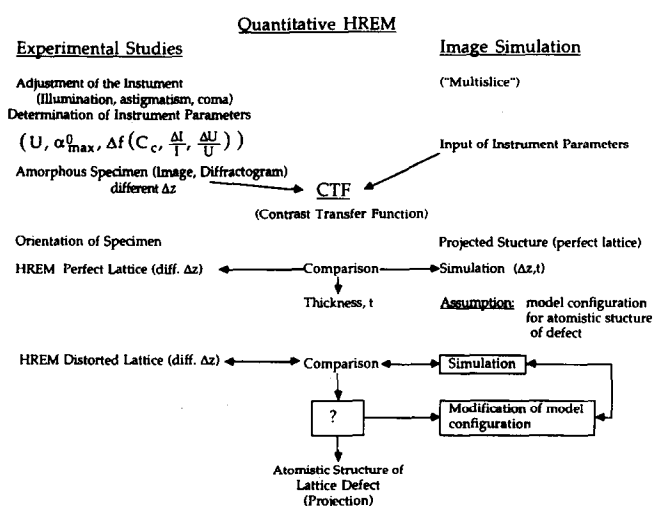 Quantitative HREM
Experimental Studies
Image Simulation
Adjustment of the Instument
(Illumination, astigmatism, coma)
("Multislice")
Determination of Instrument Parameters
(U, α⁰max, Δf(Cc, ΔI/I, ΔU/U))
Input of Instrument Parameters
Amorphous Specimen (Image, Diffractogram)
different Δz
CTF
(Contrast Transfer Function)
Orientation of Specimen
Projected Stucture (perfect lattice)
HREM Perfect Lattice (diff. Δz)
Comparison
Simulation (Δz,t)
Thickness, t
Assumption: model configuration
for atomistic stucture
of defect
HREM Distorted Lattice (diff. Δz)
Comparison
Simulation
?
Modification of model
configuration
Atomistic Structure of
Lattice Defect
(Projection)